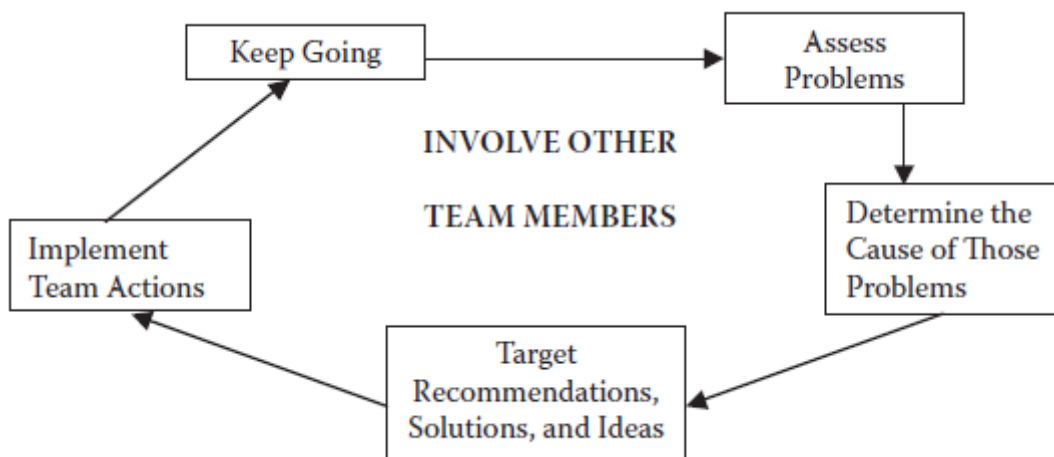 Keep Going
Assess
Problems
INVOLVE OTHER
TEAM MEMBERS
Determine the
Cause of Those
Problems
Implement
Team Actions
Target
Recommendations,
Solutions, and Ideas